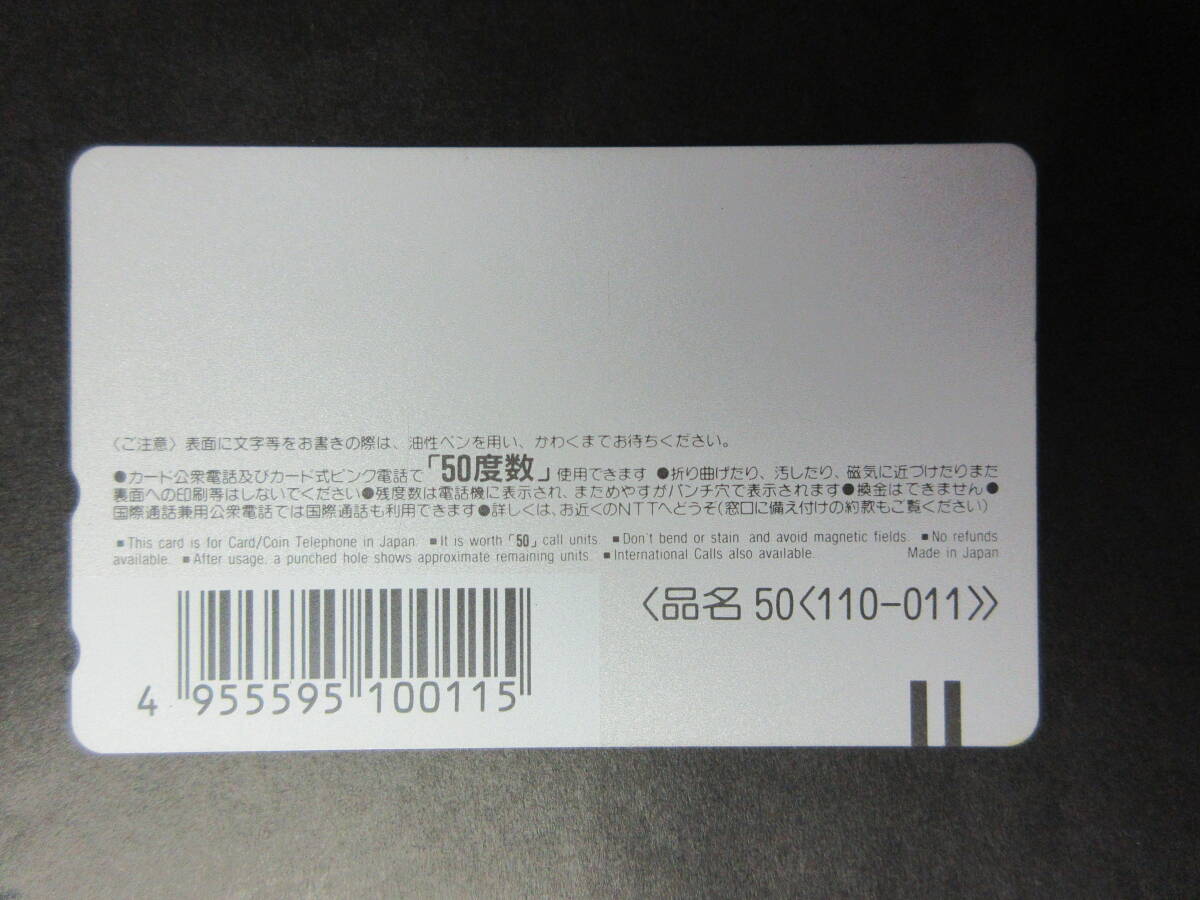 〈ご注意〉表面に文字等をお書きの際は、油性ペンを用い、かわくまでお待ちください。
●カード公衆電話及びカード式ピンク電話で「50度数」使用できます ●折り曲げたり、汚したり、磁気に近づけたりまた
裏面への印刷等はしないでください●残度数は電話機に表示され、まためやすがパンチ穴で表示されます●換金はできません●
国際通話兼用公衆電話では国際通話も利用できます●詳しくは、お近くのNTTへどうぞ(窓口に備え付けの約款もご覧ください)
■This card is for Card/Coin Telephone in Japan. ■It is worth「50」call units. ■Don't bend or stain and avoid magnetic fields. ■No refunds
available. ■After usage. a punched hole shows approximate remaining units. ■International Calls also available. Made in Japan
〈品名 50〈110-011〉〉
4 955595 100115